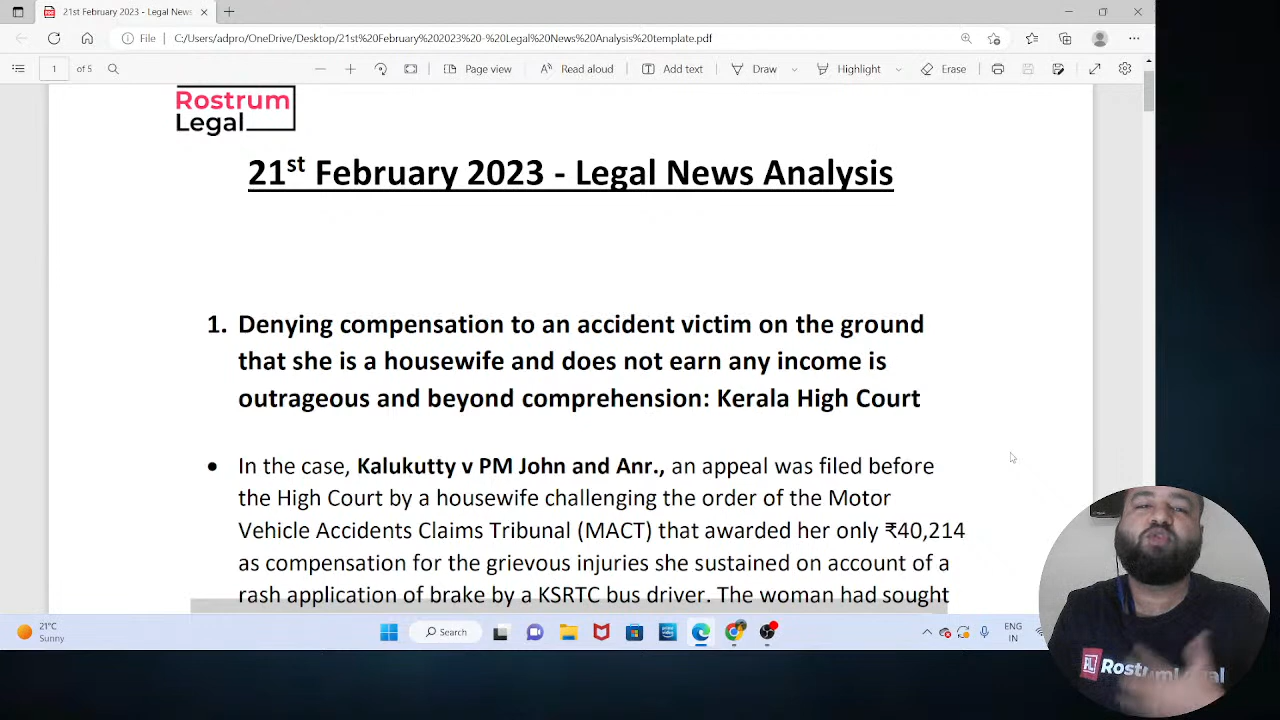 21st February 2023 - Legal News
File
C:/Users/adpro/OneDrive/Desktop/21st%20February%202023%20-%20Legal%20News%20Analysis%20template.pdf
1 of 5
Page view
Read aloud
Add text
Draw
Highlight
Erase
Rostrum
Legal
21st February 2023 - Legal News Analysis
1. Denying compensation to an accident victim on the ground
that she is a housewife and does not earn any income is
outrageous and beyond comprehension: Kerala High Court
• In the case, Kalukutty v PM John and Anr., an appeal was filed before
the High Court by a housewife challenging the order of the Motor
Vehicle Accidents Claims Tribunal (MACT) that awarded her only ₹40,214
as compensation for the grievous injuries she sustained on account of a
rash application of brake by a KSRTC bus driver. The woman had sought
21°C
Sunny
Search
ENG
IN
RL
RostrumLegal